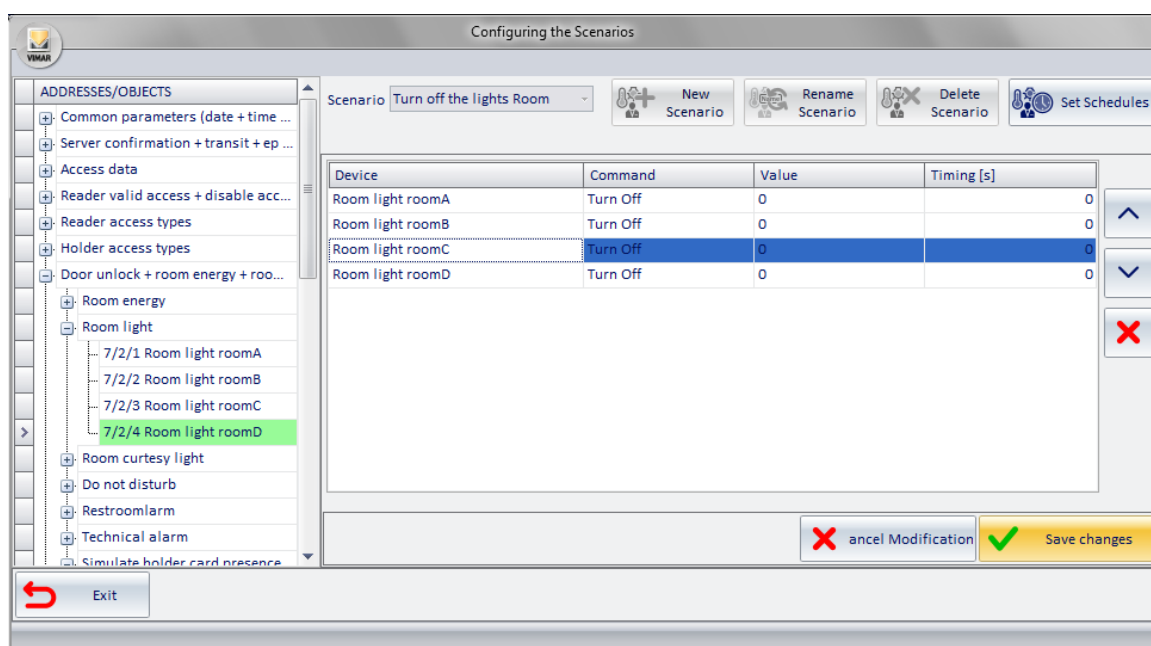 Configuring the Scenarios
VIMAR
ADDRESSES/OBJECTS
Common parameters (date + time ...
Server confirmation + transit + ep ...
Access data
Reader valid access + disable acc...
Reader access types
Holder access types
Door unlock + room energy + roo...
Room energy
Room light
7/2/1 Room light roomA
7/2/2 Room light roomB
7/2/3 Room light roomC
7/2/4 Room light roomD
Room curtesy light
Do not disturb
Restroomlarm
Technical alarm
Simulate holder card presence
Scenario Turn off the lights Room
New Scenario
Rename Scenario
Delete Scenario
Set Schedules
Device Command Value Timing [s]
Room light roomA Turn Off 0 0
Room light roomB Turn Off 0 0
Room light roomC Turn Off 0 0
Room light roomD Turn Off 0 0
ancel Modification
Save changes
Exit